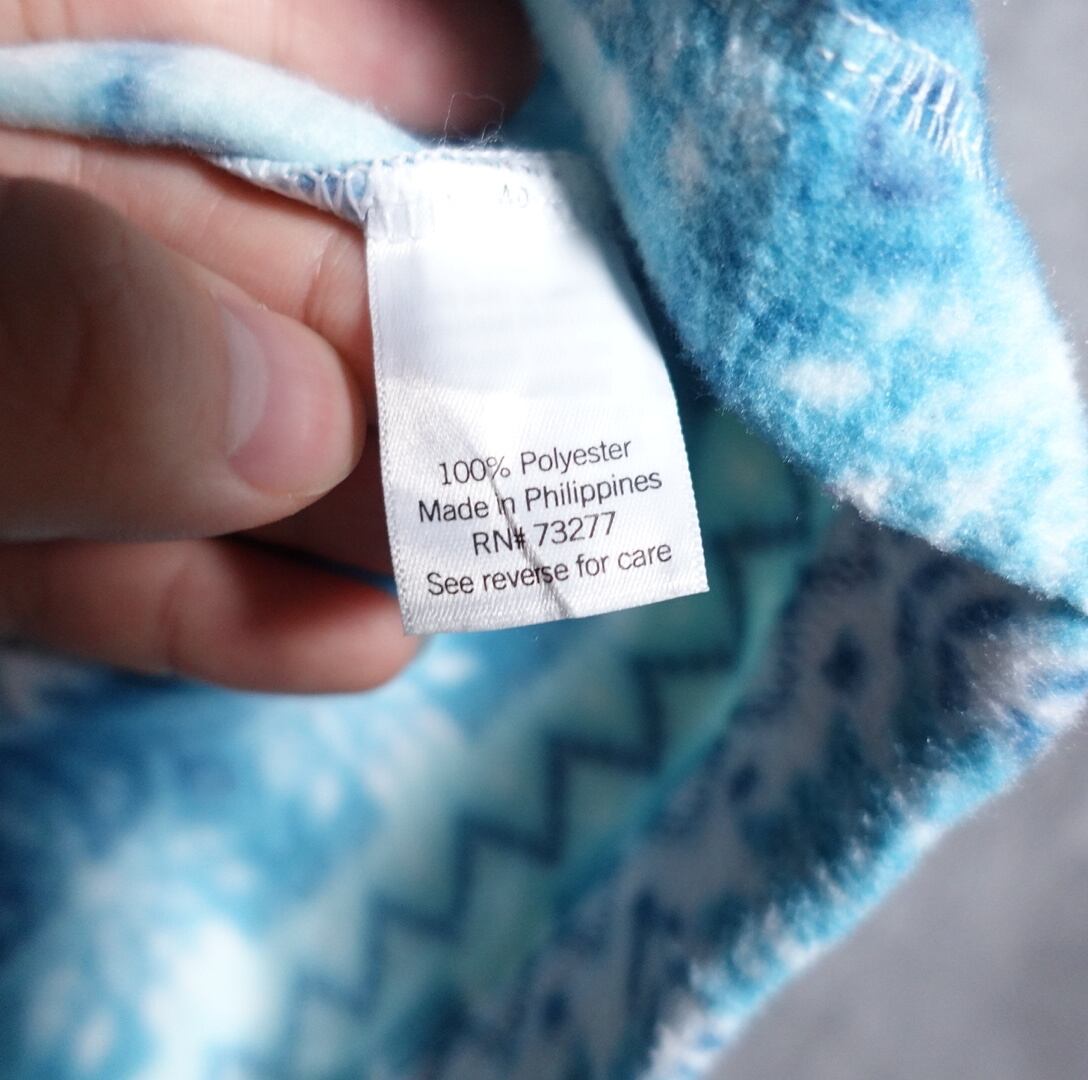 100% Polyester
Made in Philippines
RN# 73277
See reverse for care